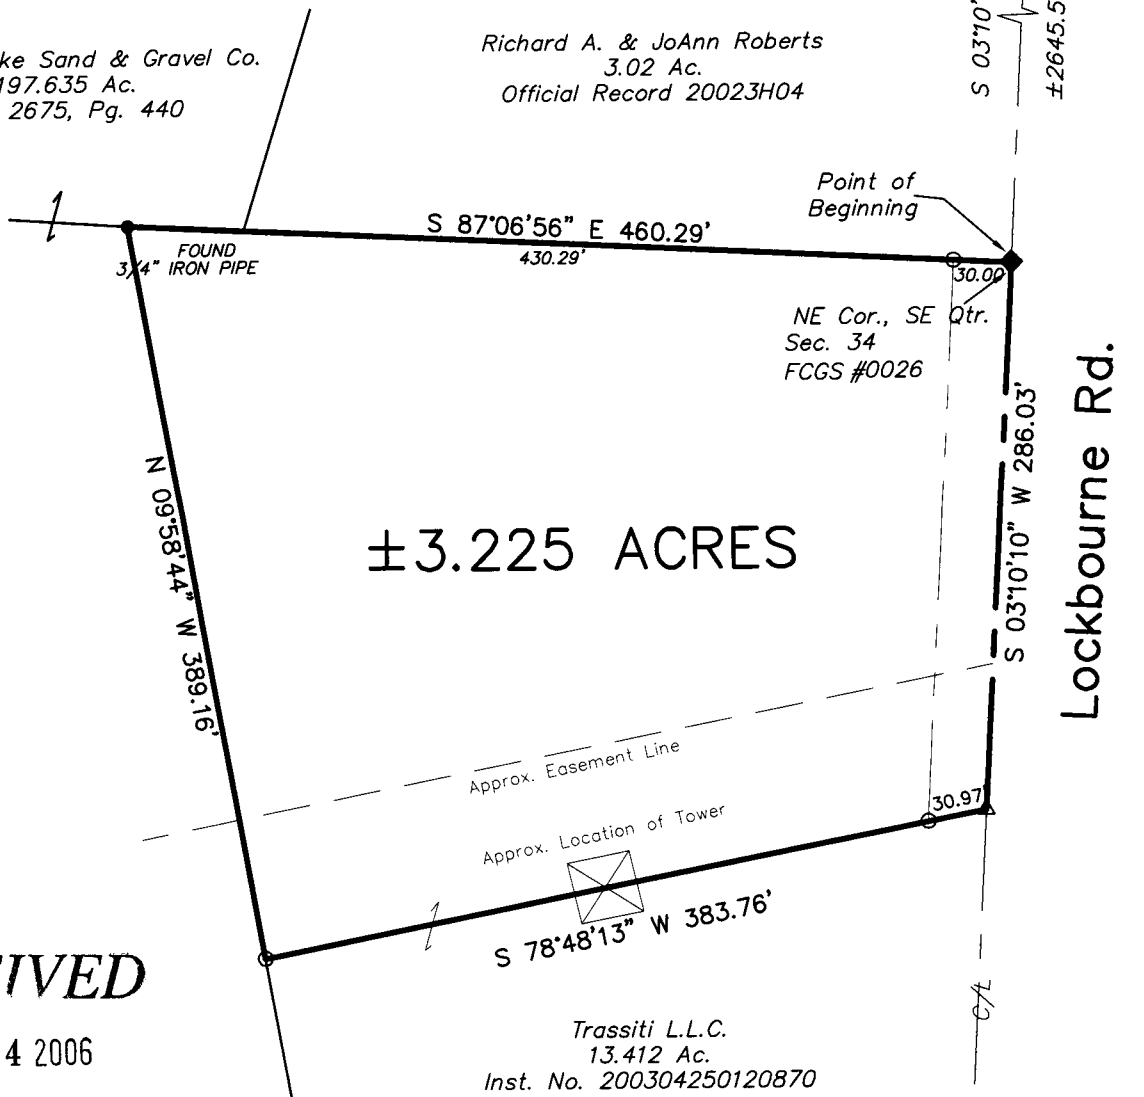 ke Sand & Gravel Co.
197.635 Ac.
2675, Pg. 440
Richard A. & JoAnn Roberts
3.02 Ac.
Official Record 20023H04
S 03°10'
±2645.5
Point of
Beginning
S 87°06'56" E 460.29'
430.29'
30.00
FOUND
3/4" IRON PIPE
NE Cor., SE Qtr.
Sec. 34
FCGS #0026
Lockbourne Rd.
S 03°10'10" W 286.03'
N 09°58'44" W 389.16'
±3.225 ACRES
Approx. Easement Line
Approx. Location of Tower
30.97'
S 78°48'13" W 383.76'
C/L
IVED
4 2006
Trassiti L.L.C.
13.412 Ac.
Inst. No. 200304250120870